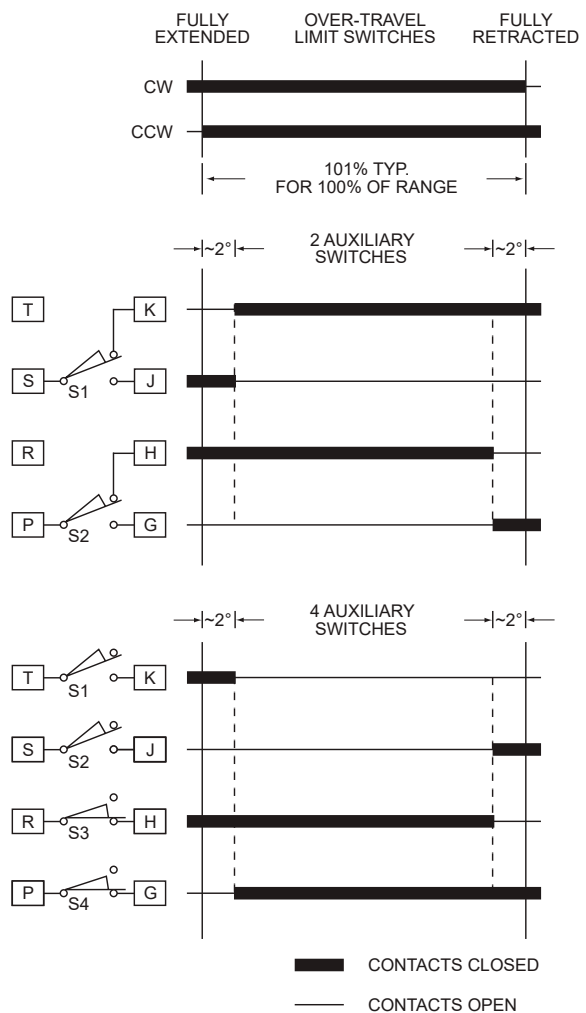 FULLY EXTENDED
OVER-TRAVEL LIMIT SWITCHES
FULLY RETRACTED
CW
CCW
101% TYP.
FOR 100% OF RANGE
~2°
2 AUXILIARY SWITCHES
~2°
T
K
S
S1
J
R
H
P
S2
G
~2°
4 AUXILIARY SWITCHES
~2°
T
S1
K
S
S2
J
R
S3
H
P
S4
G
CONTACTS CLOSED
CONTACTS OPEN